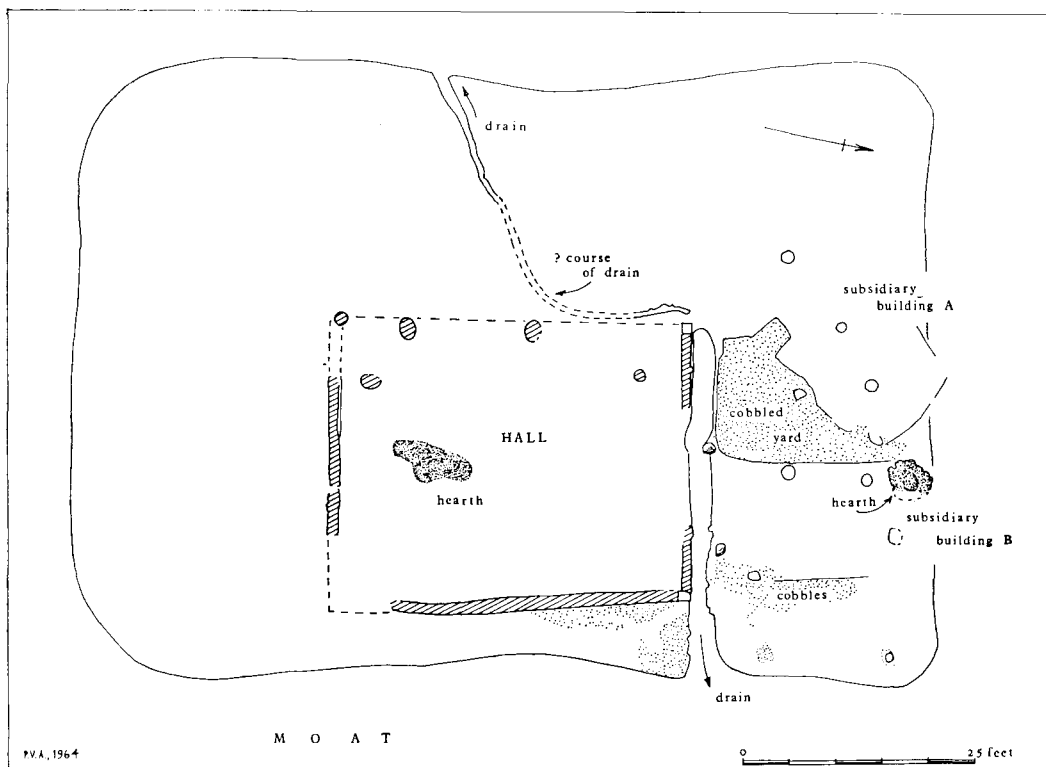 drain
? course
of drain
subsidiary
building A
cobbled
yard
HALL
hearth
hearth
subsidiary
building B
cobbles
drain
M O A T
P.V.A., 1964
0 25 feet